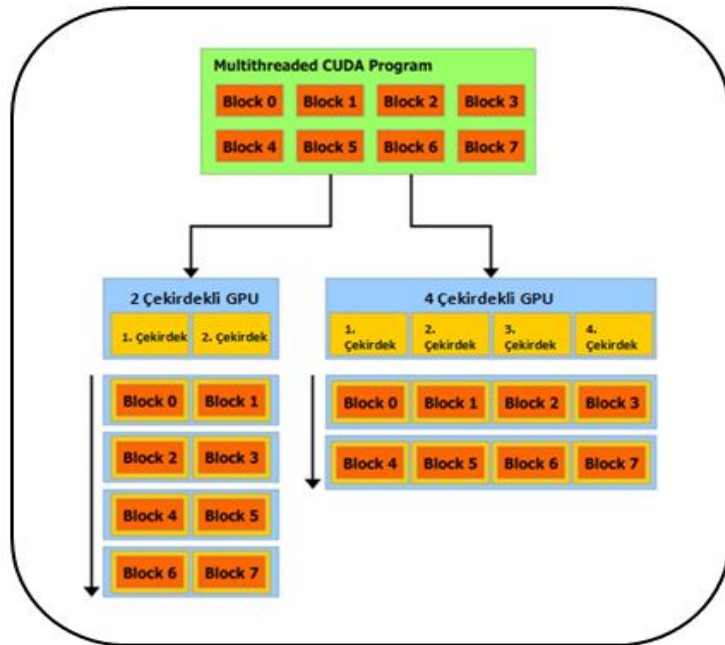 Multithreaded CUDA Program
Block 0 Block 1 Block 2 Block 3
Block 4 Block 5 Block 6 Block 7
2 Çekirdekli GPU
1. Çekirdek 2. Çekirdek
Block 0 Block 1
Block 2 Block 3
Block 4 Block 5
Block 6 Block 7
4 Çekirdekli GPU
1. 2. 3. 4.
Çekirdek Çekirdek Çekirdek Çekirdek
Block 0 Block 1 Block 2 Block 3
Block 4 Block 5 Block 6 Block 7